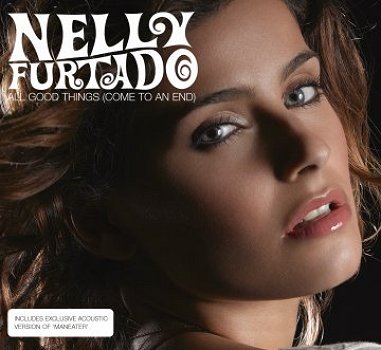 NELLY
FURTADO
ALL GOOD THINGS (COME TO AN END)
INCLUDES EXCLUSIVE ACOUSTIC
VERSION OF 'MANEATER'